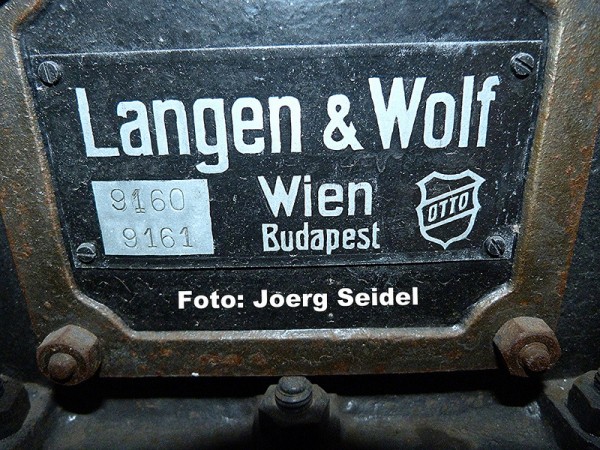 Langen & Wolf
9160
9161
Wien
Budapest
OTTO
Foto: Joerg Seidel